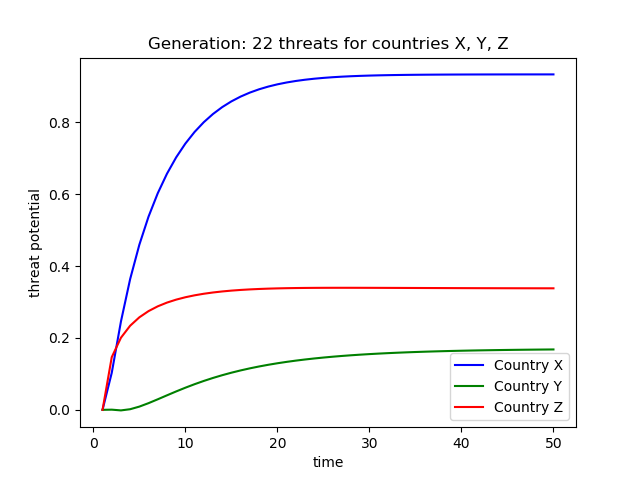 Generation: 22 threats for countries X, Y, Z
threat potential
0.8
0.6
0.4
0.2
0.0
0
10
20
30
40
50
time
Country X
Country Y
Country Z